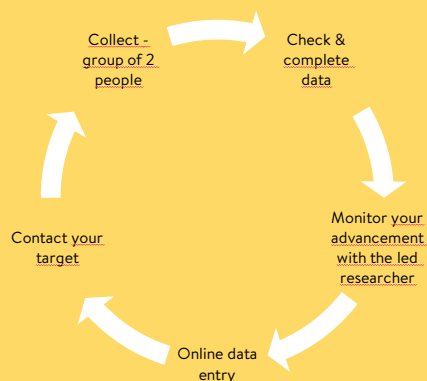 Collect -
group of 2
people
Check &
complete
data
Monitor your
advancement
with the led
researcher
Online data
entry
Contact your
target